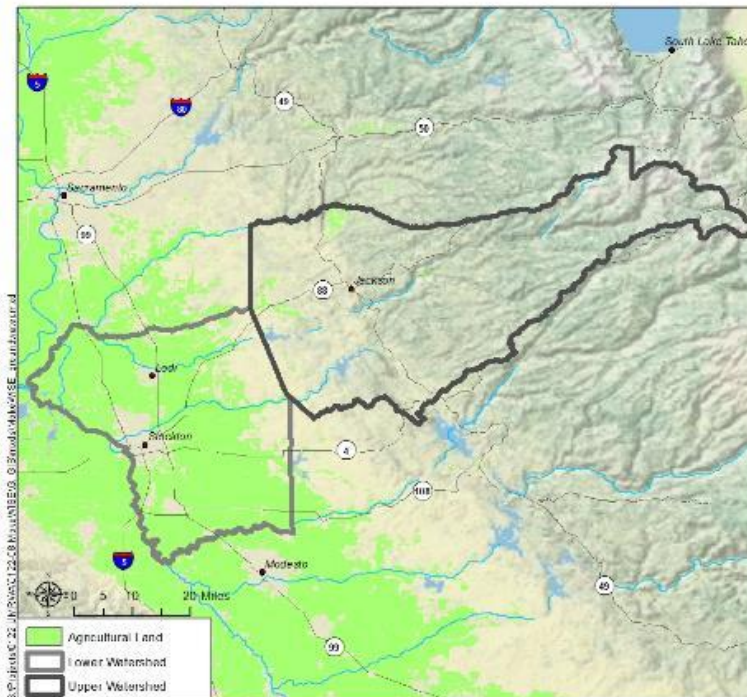 South Lake Taho
5
80
49
50
Sacramento
99
Jackson
88
Lodi
Stockton
4
108
5
Modesto
49
0 5 10 20 Miles
99
Agricultural Land
Lower Watershed
Upper Watershed